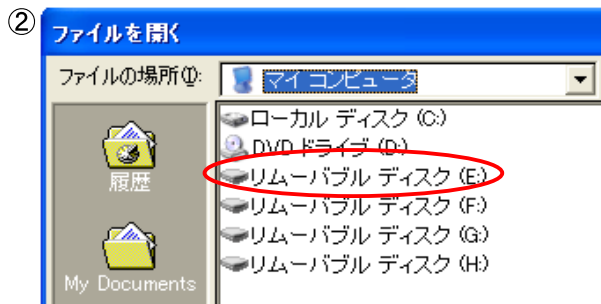 ②
ファイルを開く
ファイルの場所(I):
マイ コンピュータ
ローカル ディスク (C:)
DVD ドライブ (D:)
リムーバブル ディスク (E:)
リムーバブル ディスク (F:)
リムーバブル ディスク (G:)
リムーバブル ディスク (H:)
履歴
My Documents